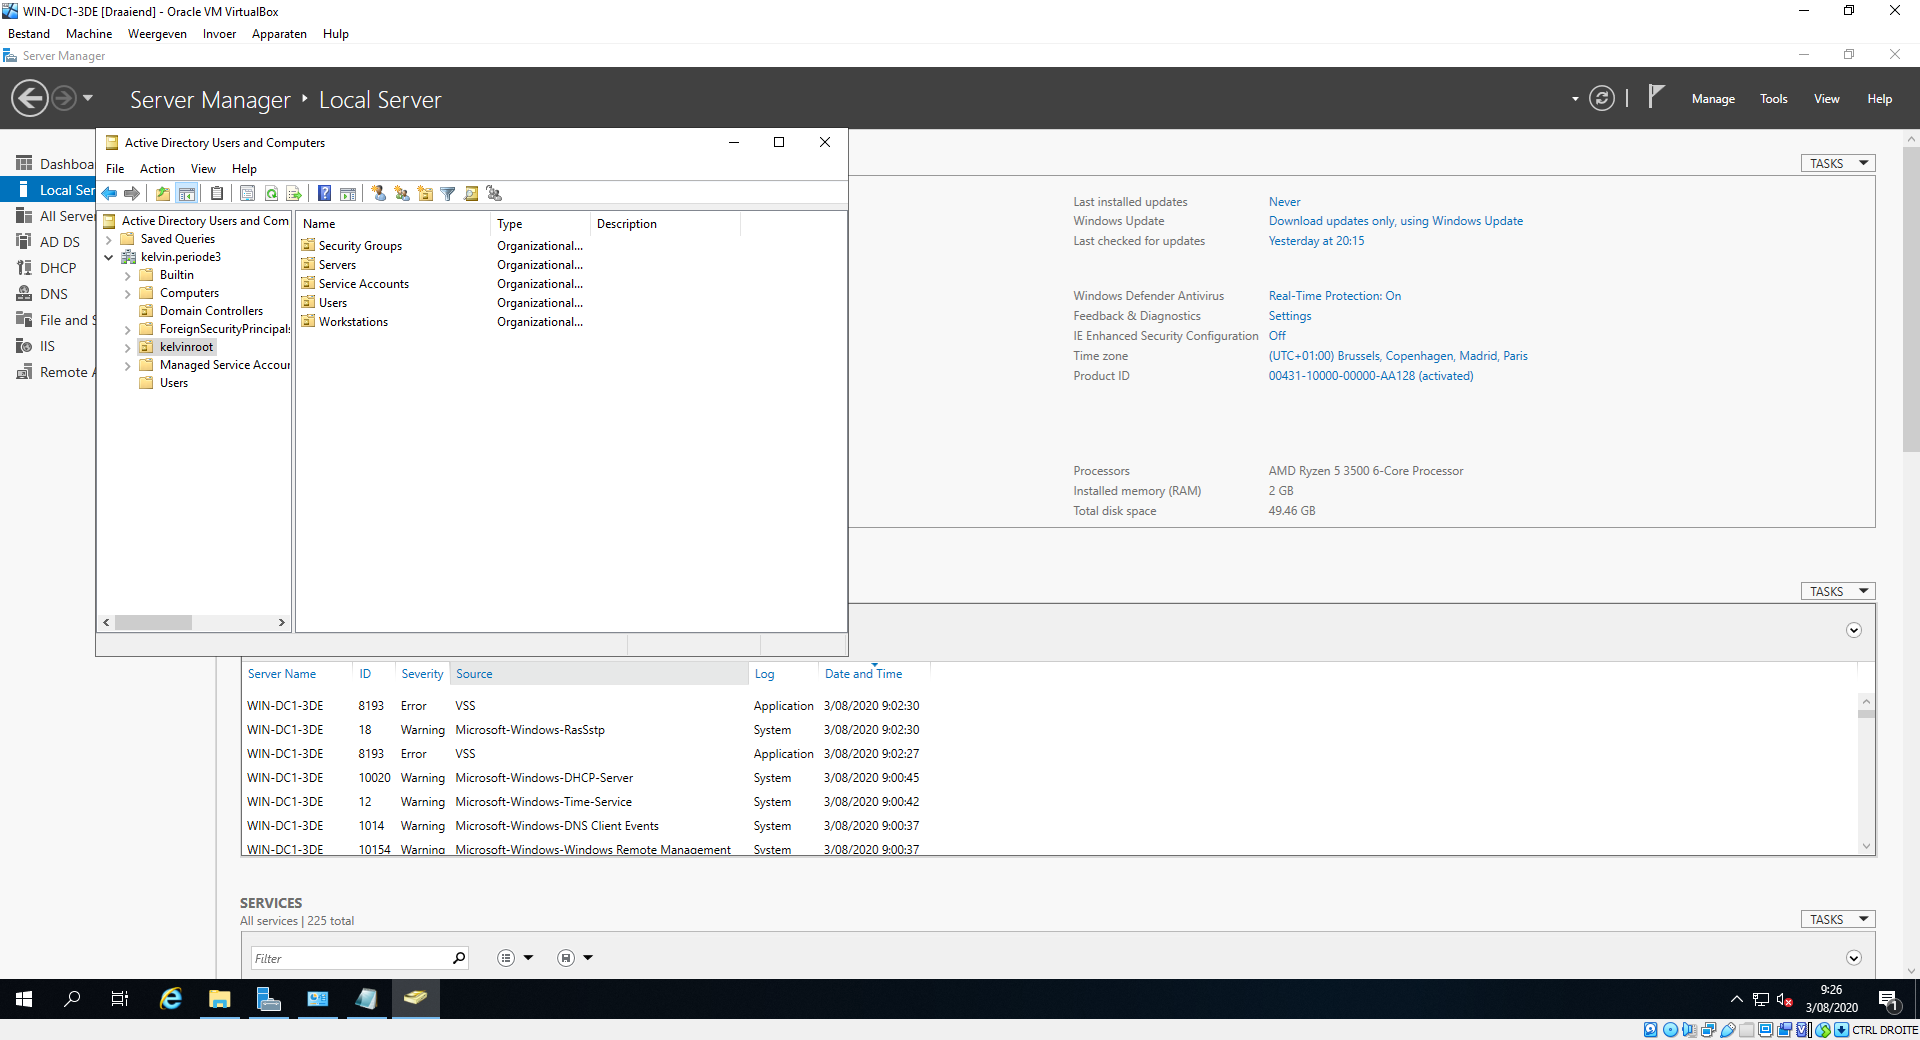 WIN-DC1-3DE [Draaiend] - Oracle VM VirtualBox
Bestand Machine Weergeven Invoer Apparaten Hulp
Server Manager
Server Manager Local Server
Manage Tools View Help
Dashboa
Local Ser
All Server
AD DS
DHCP
DNS
File and S
IIS
Remote A
Active Directory Users and Computers
File Action View Help
Active Directory Users and Com
Saved Queries
kelvin.periode3
Builtin
Computers
Domain Controllers
ForeignSecurityPrincipals
kelvinroot
Managed Service Accour
Users
Name Type Description
Security Groups Organizational...
Servers Organizational...
Service Accounts Organizational...
Users Organizational...
Workstations Organizational...
TASKS
Last installed updates Never
Windows Update Download updates only, using Windows Update
Last checked for updates Yesterday at 20:15
Windows Defender Antivirus Real-Time Protection: On
Feedback & Diagnostics Settings
IE Enhanced Security Configuration Off
Time zone (UTC+01:00) Brussels, Copenhagen, Madrid, Paris
Product ID 00431-10000-00000-AA128 (activated)
Processors AMD Ryzen 5 3500 6-Core Processor
Installed memory (RAM) 2 GB
Total disk space 49.46 GB
TASKS
Server Name ID Severity Source Log Date and Time
WIN-DC1-3DE 8193 Error VSS Application 3/08/2020 9:02:30
WIN-DC1-3DE 18 Warning Microsoft-Windows-RasSstp System 3/08/2020 9:02:30
WIN-DC1-3DE 8193 Error VSS Application 3/08/2020 9:02:27
WIN-DC1-3DE 10020 Warning Microsoft-Windows-DHCP-Server System 3/08/2020 9:00:45
WIN-DC1-3DE 12 Warning Microsoft-Windows-Time-Service System 3/08/2020 9:00:42
WIN-DC1-3DE 1014 Warning Microsoft-Windows-DNS Client Events System 3/08/2020 9:00:37
WIN-DC1-3DE 10154 Warning Microsoft-Windows-Windows Remote Management System 3/08/2020 9:00:37
SERVICES
All services | 225 total
TASKS
Filter
9:26
3/08/2020
1
CTRL DROITE